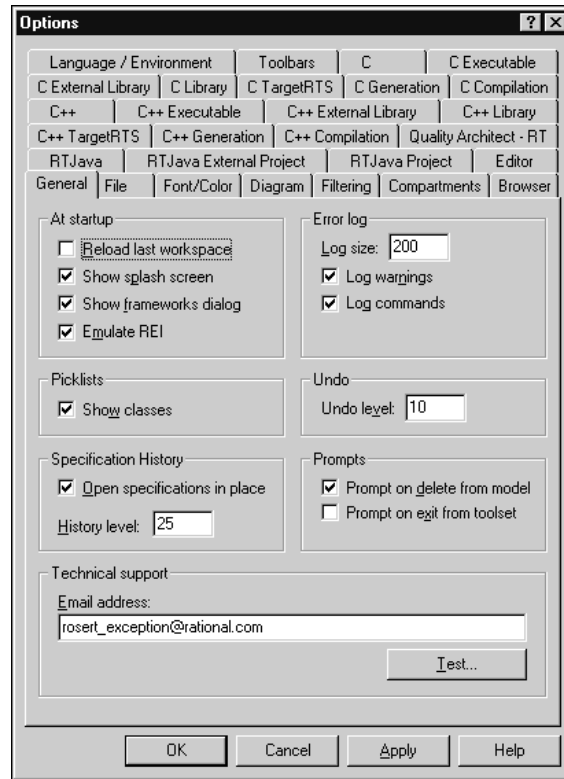 Options
Language / Environment Toolbars C C Executable
C External Library C Library C TargetRTS C Generation C Compilation
C++ C++ Executable C++ External Library C++ Library
C++ TargetRTS C++ Generation C++ Compilation Quality Architect - RT
RTJava RTJava External Project RTJava Project Editor
General File Font/Color Diagram Filtering Compartments Browser
At startup
Reload last workspace
Show splash screen
Show frameworks dialog
Emulate REI
Error log
Log size: 200
Log warnings
Log commands
Picklists
Show classes
Undo
Undo level: 10
Specification History
Open specifications in place
History level: 25
Prompts
Prompt on delete from model
Prompt on exit from toolset
Technical support
Email address:
rosert_exception@rational.com
Test...
OK Cancel Apply Help